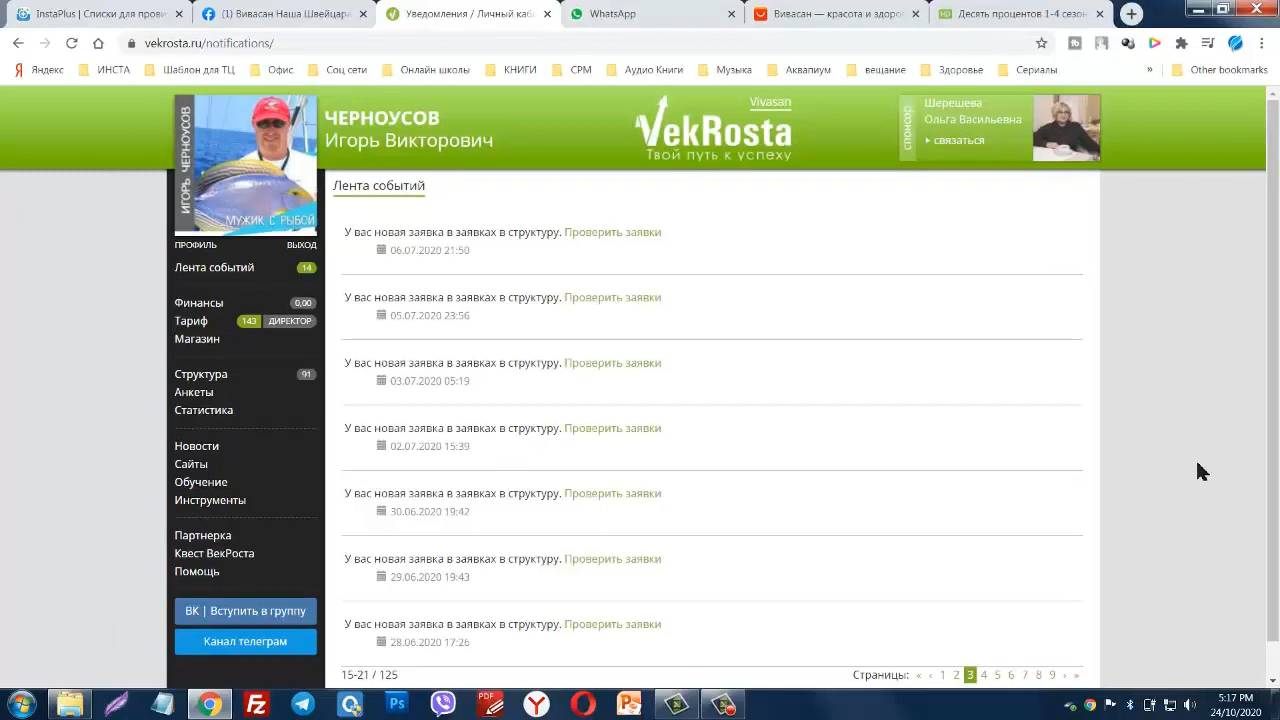 InstaPlus | Списки для прови
(1) Вивасан Наша Швейцари
Уведомления / Личный каби
WhatsApp
Вивасан — красота и здоро
Десять процентов 1-4 сезон
vekrosta.ru/notifications/
Яндекс
ИНСТА
Шаблон для ТЦ
Офис
Соц сети
Онлайн школы
КНИГИ
СРМ
Аудио Книги
Музыка
Аквапиум
вещание
Здоровье
Сериалы
»
Other bookmarks
ИГОРЬ ЧЕРНОУСОВ
МУЖИК С РЫБОЙ
ЧЕРНОУСОВ
Игорь Викторович
Vivasan
VekRosta
Твой путь к успеху
спонсор
Шерешева
Ольга Васильевна
связаться
ПРОФИЛЬ ВЫХОД
Лента событий 14
Финансы 0,00
Тариф 143 ДИРЕКТОР
Магазин
Структура 91
Анкеты
Статистика
Новости
Сайты
Обучение
Инструменты
Партнерка
Квест ВекРоста
Помощь
ВК | Вступить в группу
Канал телеграм
Лента событий
У вас новая заявка в заявках в структуру. Проверить заявки
06.07.2020 21:50
У вас новая заявка в заявках в структуру. Проверить заявки
05.07.2020 23:56
У вас новая заявка в заявках в структуру. Проверить заявки
03.07.2020 05:19
У вас новая заявка в заявках в структуру. Проверить заявки
02.07.2020 15:39
У вас новая заявка в заявках в структуру. Проверить заявки
30.06.2020 19:42
У вас новая заявка в заявках в структуру. Проверить заявки
29.06.2020 19:43
У вас новая заявка в заявках в структуру. Проверить заявки
28.06.2020 17:26
15-21 / 125
Страницы: « ‹ 1 2 3 4 5 6 7 8 9 › »
5:17 PM
24/10/2020